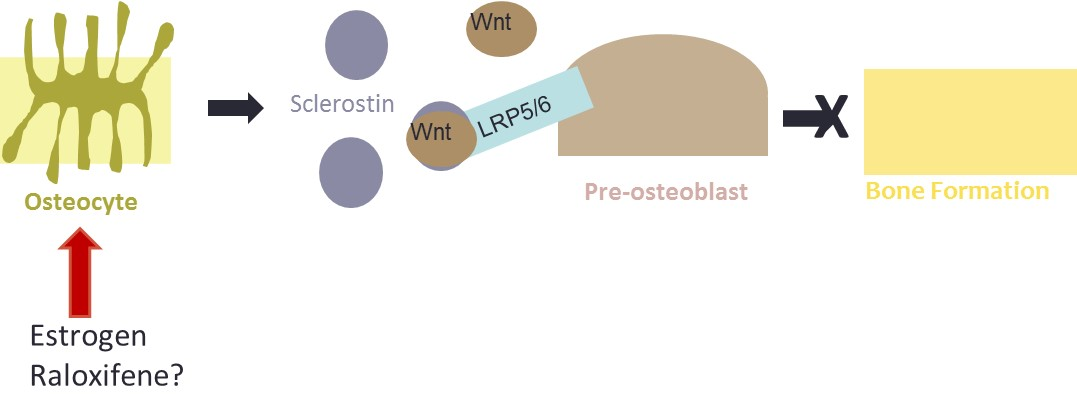 Wnt
Sclerostin
Wnt
LRP5/6
Osteocyte
Pre-osteoblast
Bone Formation
Estrogen
Raloxifene?